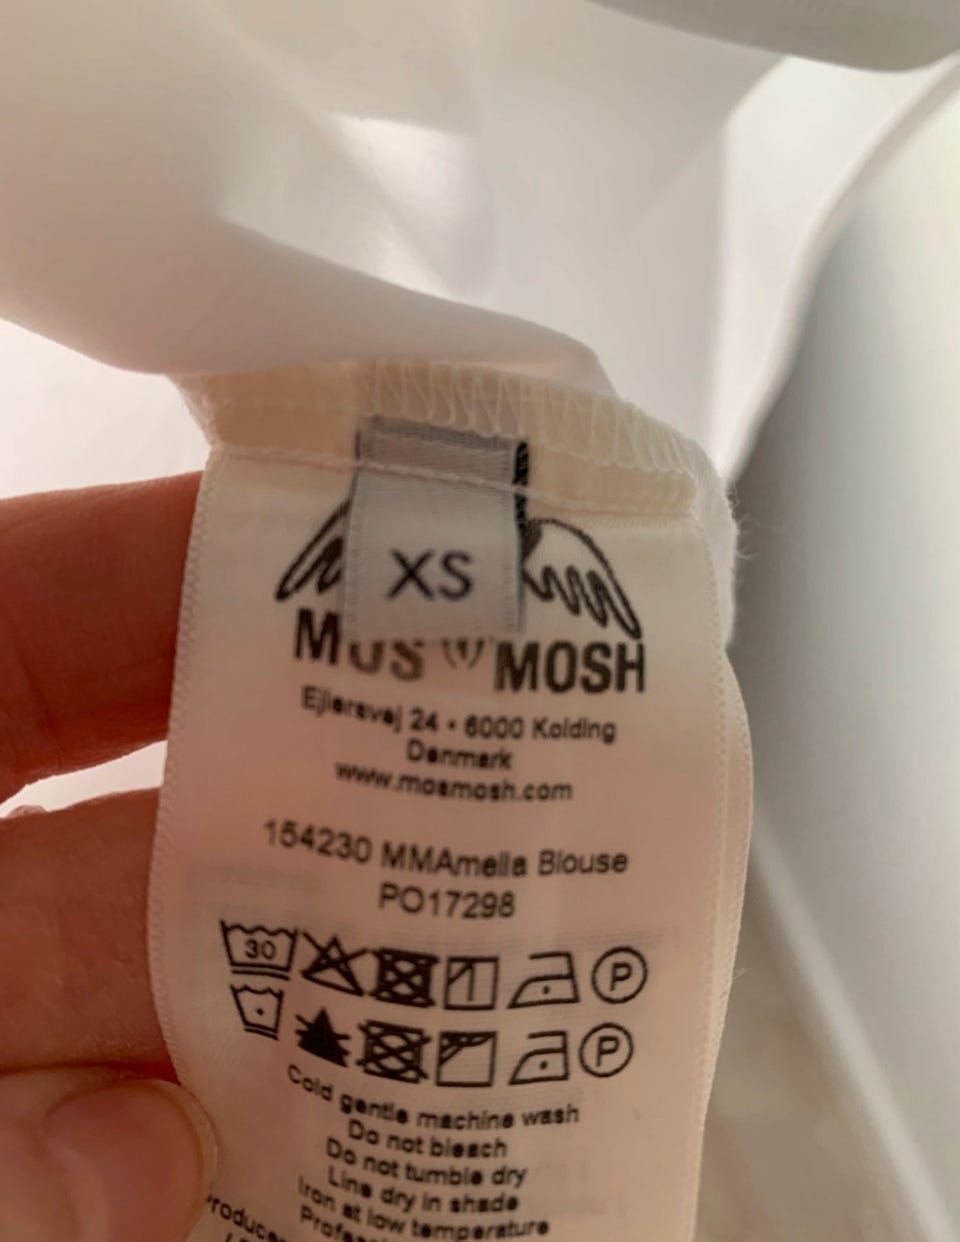 XS
MOS MOSH
Ejlersvej 24 • 6000 Kolding
Denmark
www.mosmosh.com
154230 MMAmelia Blouse
PO17298
30 P
P
Cold gentle machine wash
Do not bleach
Do not tumble dry
Line dry in shade
Iron at low temperature